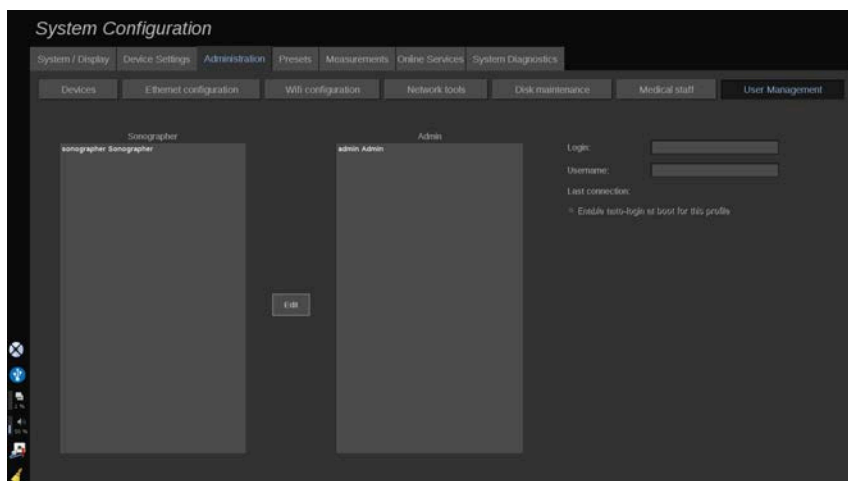 System Configuration
System / Display Device Settings Administration Presets Measurements Online Services System Diagnostics
Devices Ethernet configuration Wifi configuration Network tools Disk maintenance Medical staff User Management
Sonographer Admin
sonographer Sonographer admin Admin
Login:
Username:
Last connection:
Enable auto-login at boot for this profile
Edit